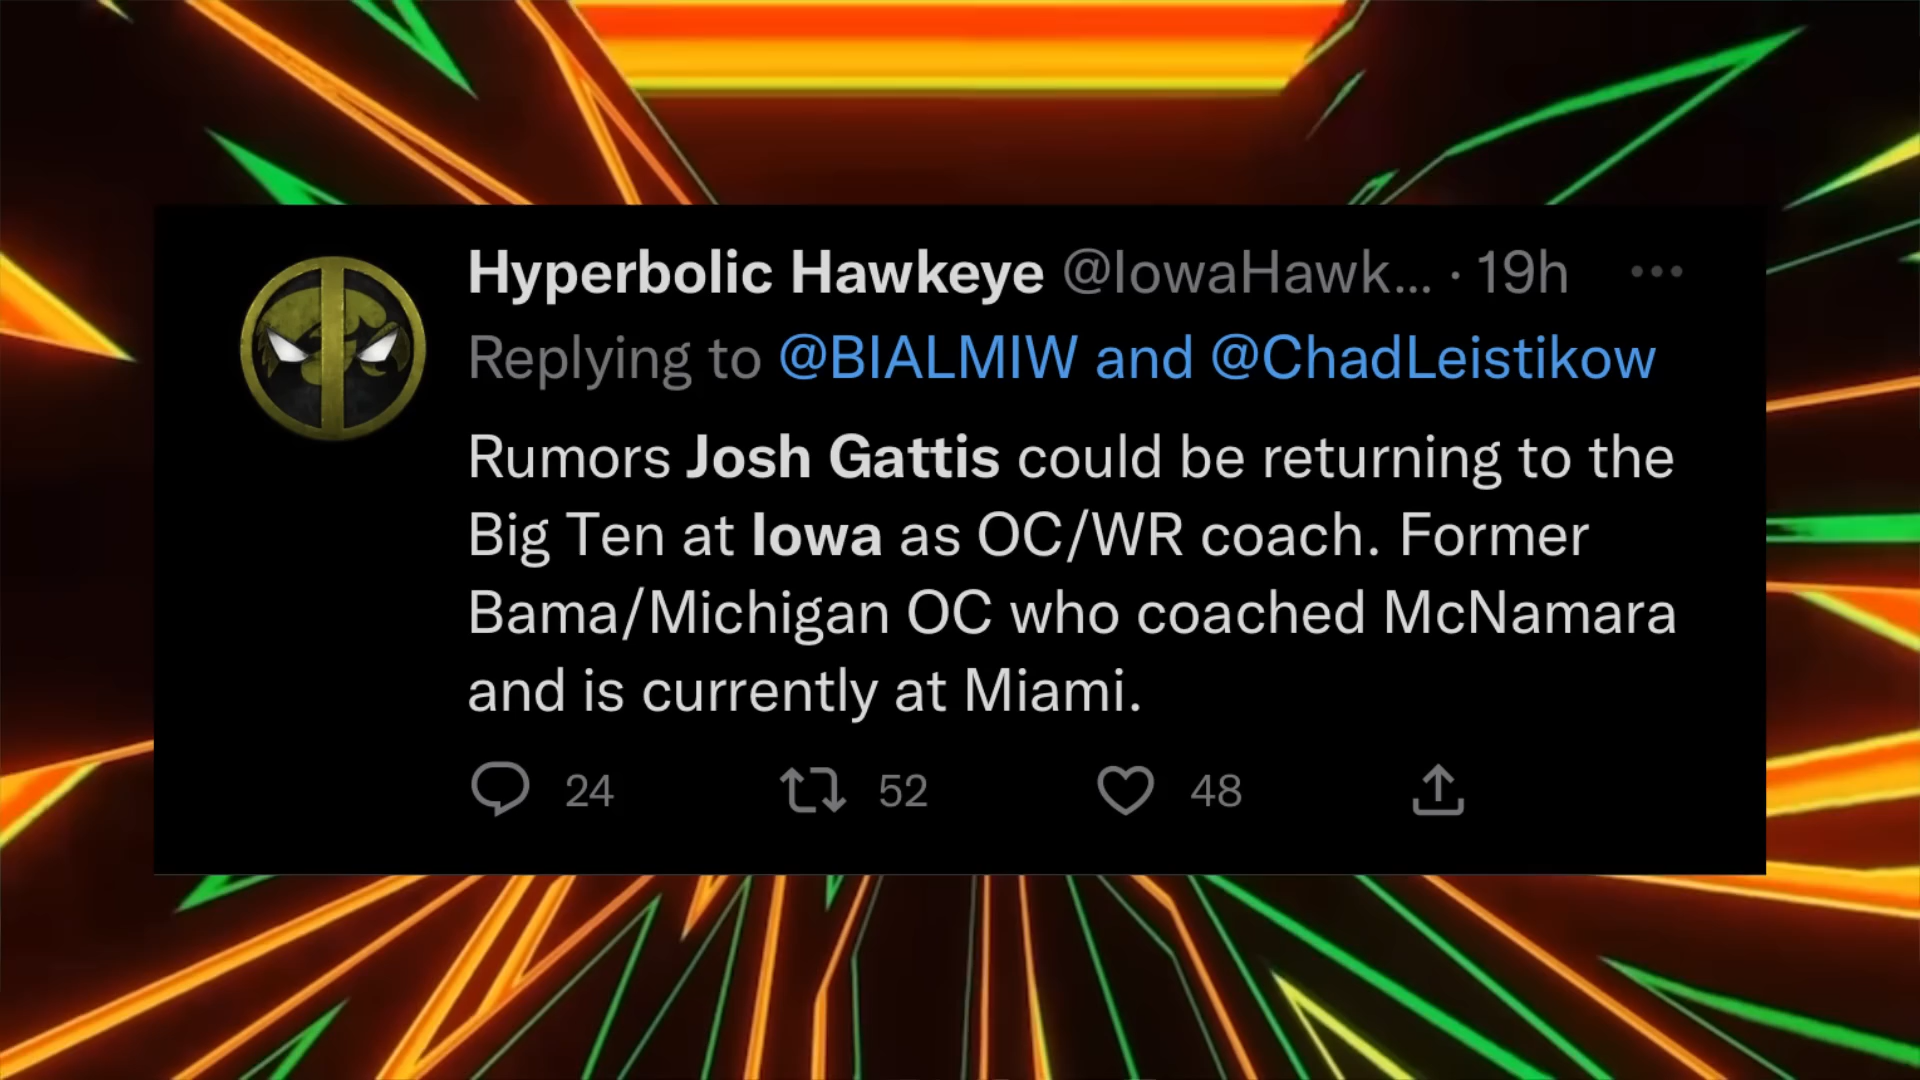 Hyperbolic Hawkeye @IowaHawk... · 19h
Replying to @BIALMIW and @ChadLeistikow
Rumors Josh Gattis could be returning to the
Big Ten at Iowa as OC/WR coach. Former
Bama/Michigan OC who coached McNamara
and is currently at Miami.
24 52 48